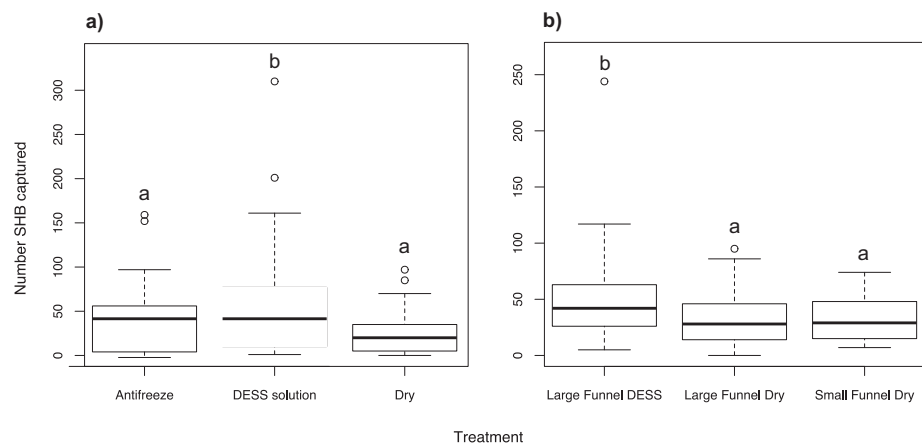 a)
Number SHB captured
300
250
200
150
100
50
0
a
b
a
Antifreeze
DESS solution
Dry
b)
250
200
150
100
50
0
b
a
a
Large Funnel DESS
Large Funnel Dry
Small Funnel Dry
Treatment